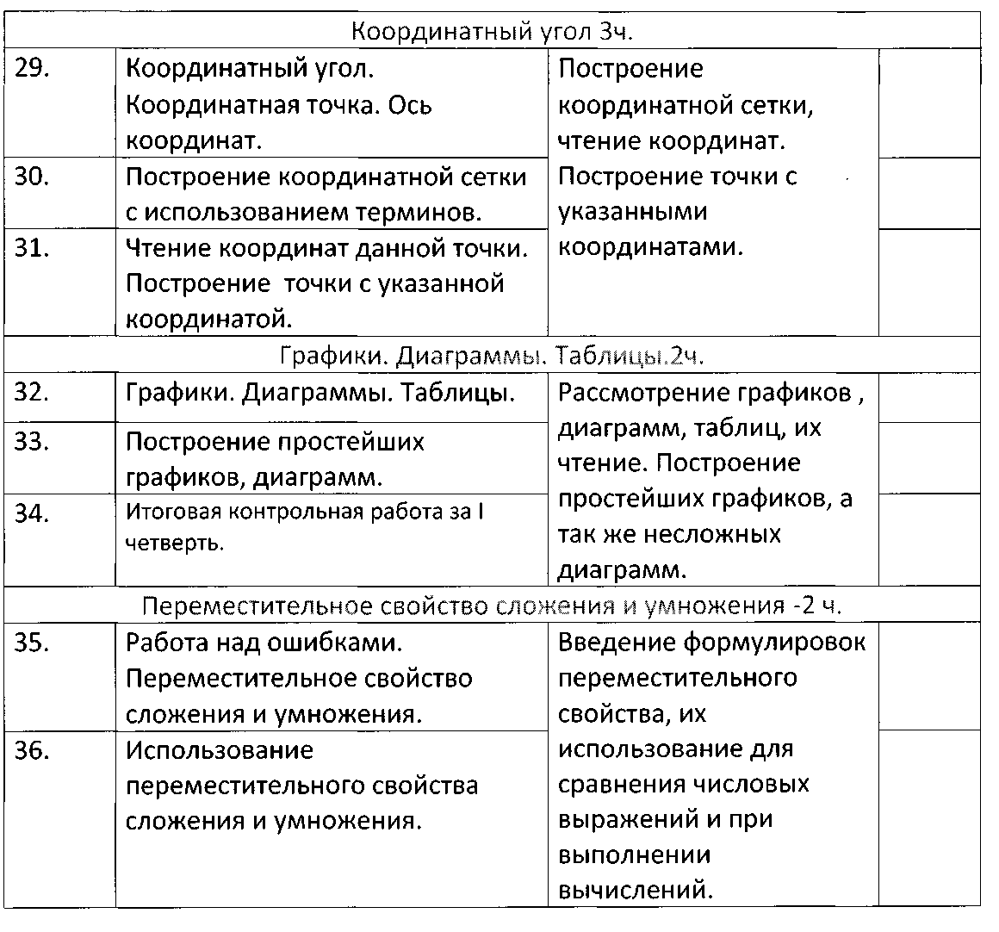 Координатный угол 3ч.
29.
Координатный угол.
Координатная точка. Ось
координат.
Построение
координатной сетки,
чтение координат.
Построение точки с
указанными
координатами.
30.
Построение координатной сетки
с использованием терминов.
31.
Чтение координат данной точки.
Построение  точки с указанной
координатой.
Графики. Диаграммы. Таблицы.2ч.
32.
Графики. Диаграммы. Таблицы.
Рассмотрение графиков ,
диаграмм, таблиц, их
чтение. Построение
простейших графиков, а
так же несложных
диаграмм.
33.
Построение простейших
графиков, диаграмм.
34.
Итоговая контрольная работа за I
четверть.
Переместительное свойство сложения и умножения -2 ч.
35.
Работа над ошибками.
Переместительное свойство
сложения и умножения.
Введение формулировок
переместительного
свойства, их
использование для
сравнения числовых
выражений и при
выполнении
вычислений.
36.
Использование
переместительного свойства
сложения и умножения.